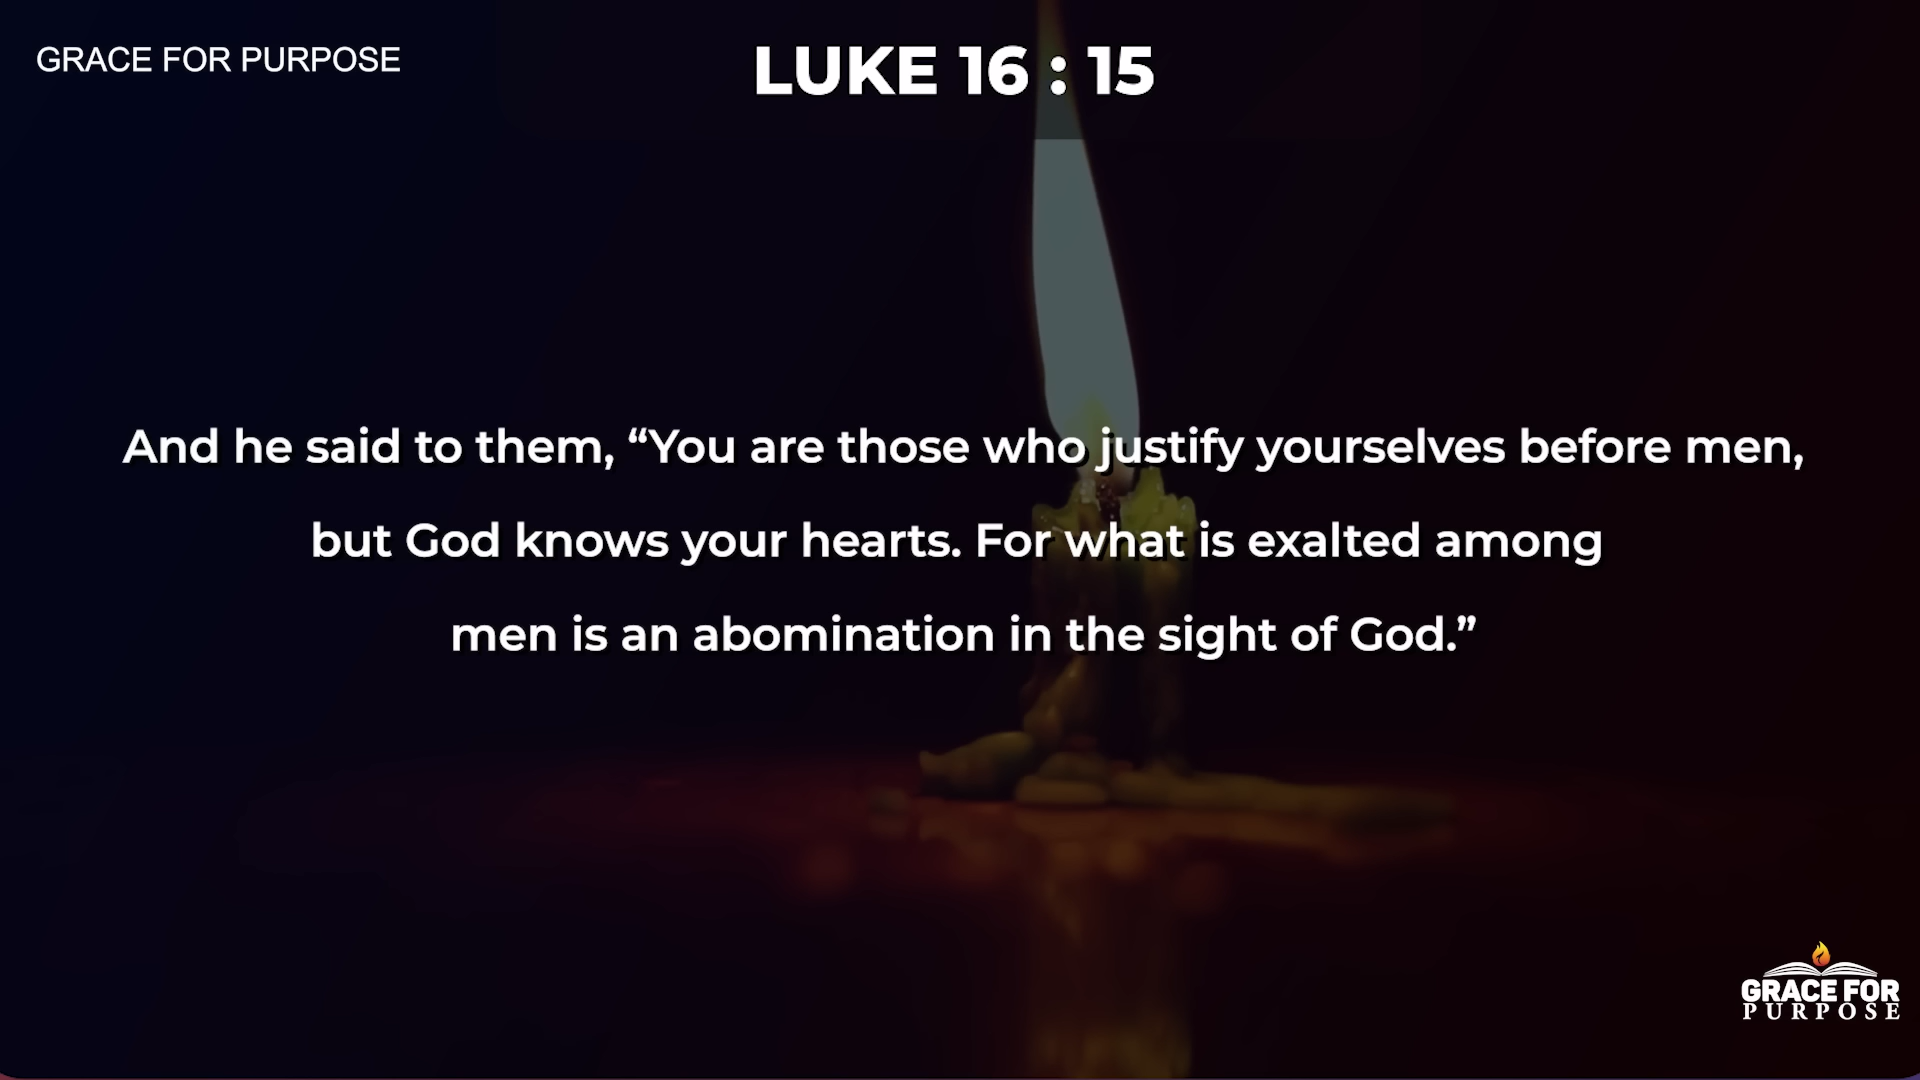 GRACE FOR PURPOSE
LUKE 16 : 15
And he said to them, “You are those who justify yourselves before men,
but God knows your hearts. For what is exalted among
men is an abomination in the sight of God.”
GRACE FOR
PURPOSE